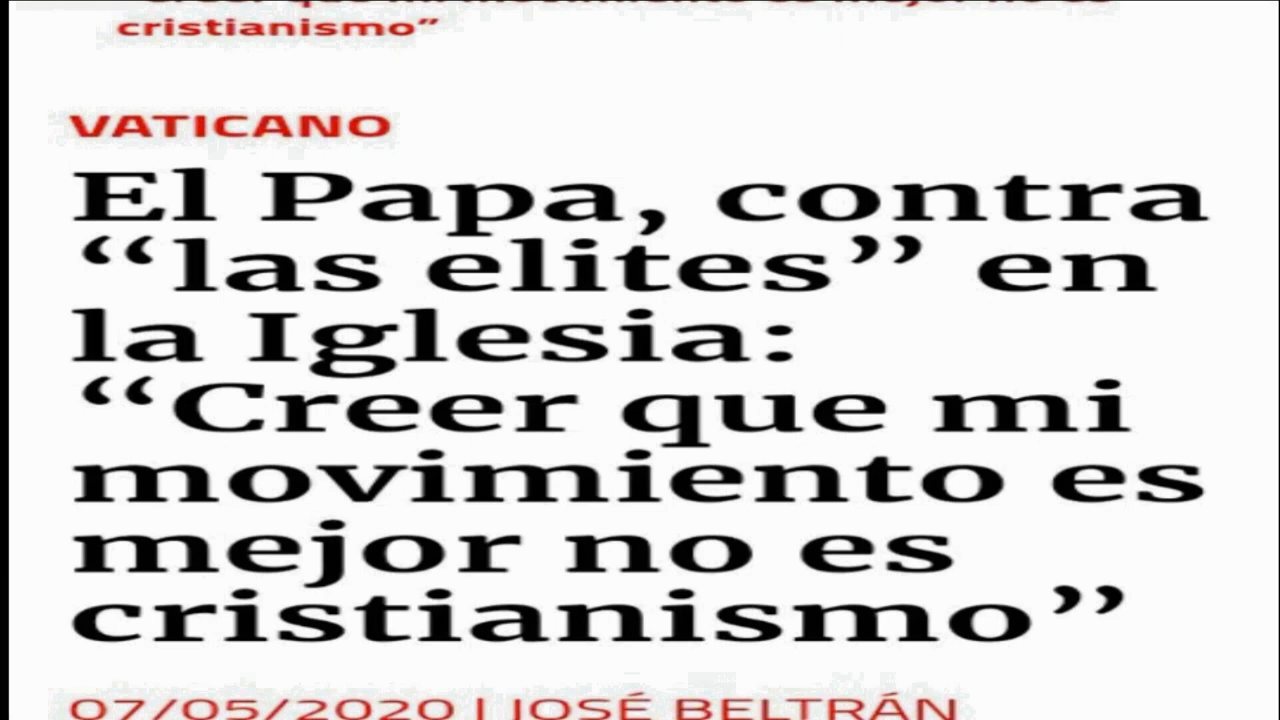 cristianismo”
VATICANO
El Papa, contra
“las elites” en
la Iglesia:
“Creer que mi
movimiento es
mejor no es
cristianismo”
07/05/2020 | JOSÉ BELTRÁN